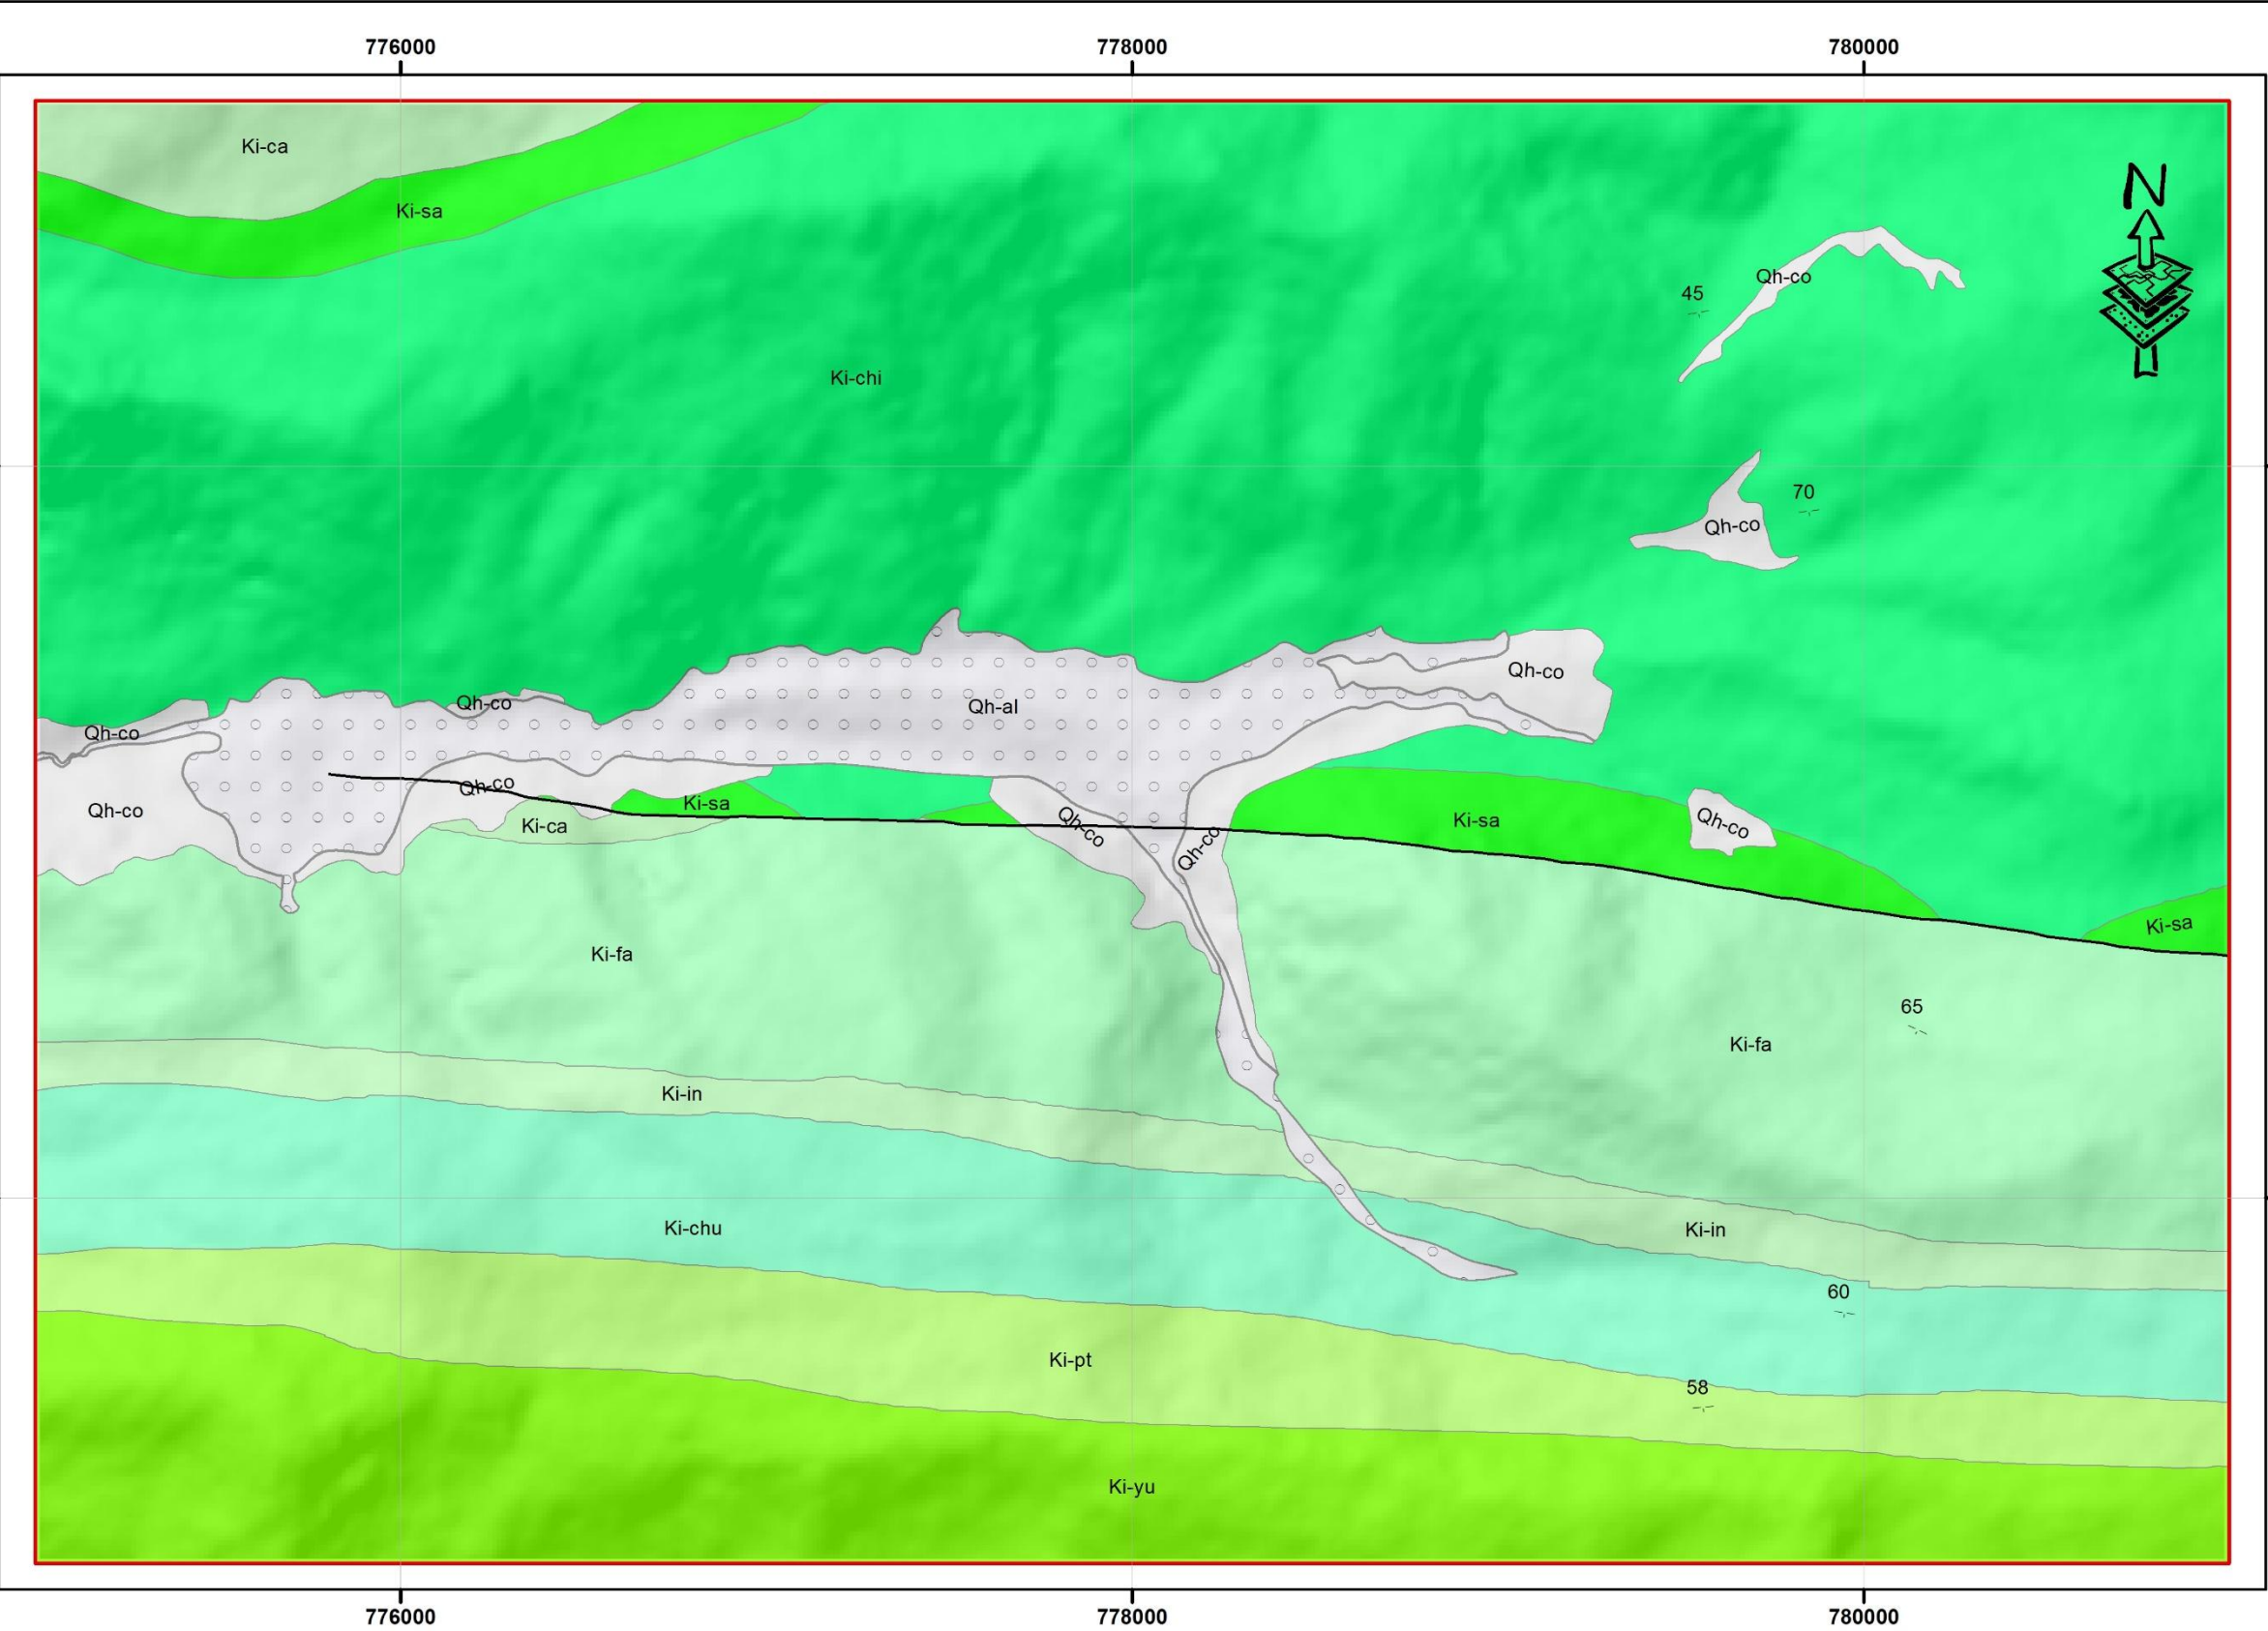 776000 778000 780000
Ki-ca
N
Ki-sa
Qh-co
45
Ki-chi
70
Qh-co
Qh-co
Qh-co
Qh-al
Qh-co
Qh-co
Ki-sa
Qh-co
Ki-ca
Qh-co
Qh-co
Ki-sa
Qh-co
Ki-sa
Ki-fa
65
Ki-fa
Ki-in
Ki-chu
Ki-in
60
Ki-pt
58
Ki-yu
776000 778000 780000